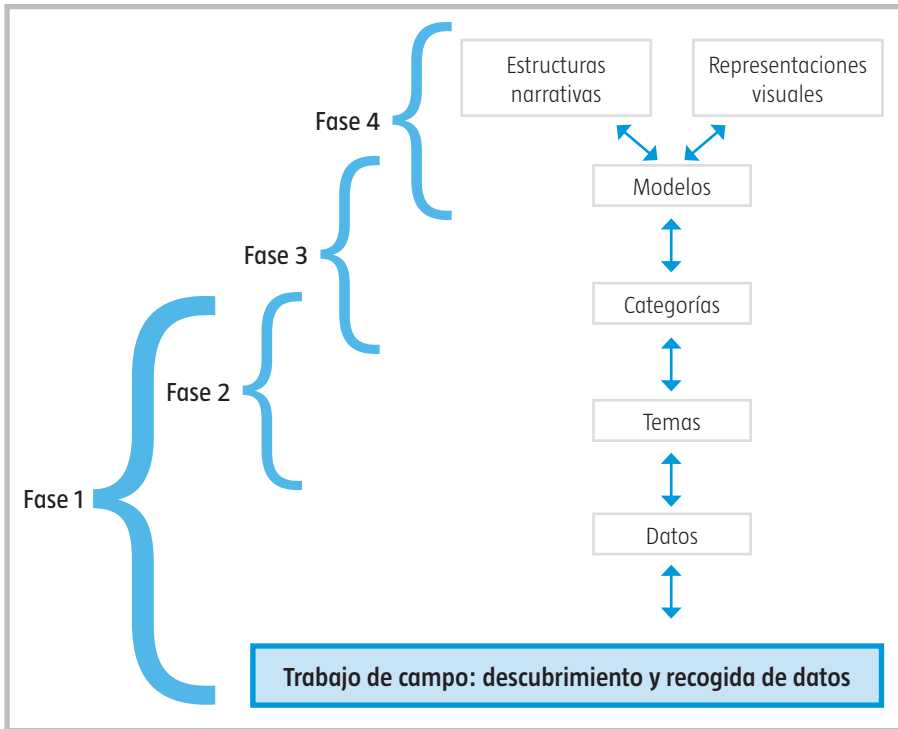 Estructuras
narrativas
Representaciones
visuales
Fase 4
Modelos
Fase 3
Categorías
Fase 2
Temas
Fase 1
Datos
Trabajo de campo: descubrimiento y recogida de datos